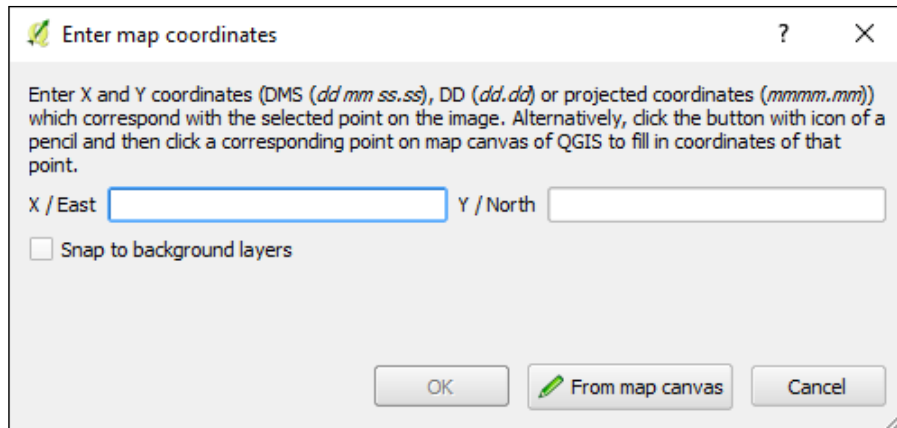 Enter map coordinates ?
Enter X and Y coordinates (DMS (dd mm ss.ss), DD (dd.dd) or projected coordinates (mmmm.mm))
which correspond with the selected point on the image. Alternatively, click the button with icon of a
pencil and then click a corresponding point on map canvas of QGIS to fill in coordinates of that
point.
X / East Y / North
Snap to background layers
OK From map canvas Cancel